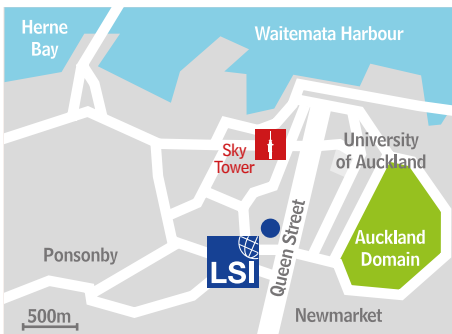 Herne
Bay
Waitemata Harbour
Sky
Tower
University
of Auckland
Queen Street
Auckland
Domain
Ponsonby
LSI
500m
Newmarket